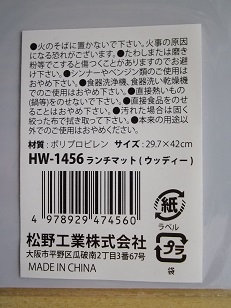 ●火のそばに置かないで下さい。火事の原因
になる恐れがございます。●たわしまたは磨き
粉等でこすると傷つくことがありますのでお避
け下さい。●シンナーやベンジン類のご使用は
おやめ下さい。●食器洗浄機、食器洗い乾燥機
でのご使用はおやめ下さい。●直接熱いもの
(鍋等)をのせないで下さい。●直接食品をのせ
ることはおやめ下さい。●汚れた場合は固く
絞った布で拭き取って下さい。●本来の用途以
外でのご使用はおやめ下さい。
材質:ポリプロピレン サイズ:29.7×42cm
HW-1456 ランチマット(ウッディー)
4 978929 474560
紙
ラベル
プラ
袋
松野工業株式会社
大阪市平野区瓜破南2丁目3番67号
MADE IN CHINA